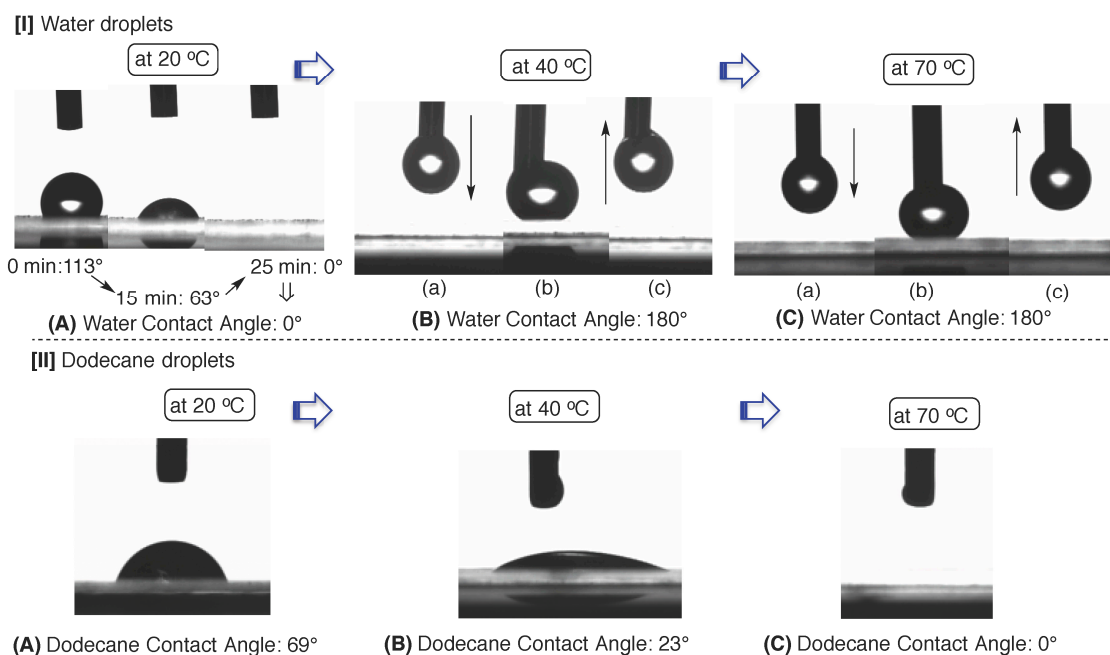 [I] Water droplets
at 20 ºC
at 40 ºC
at 70 ºC
0 min:113°
15 min: 63°
25 min: 0°
(A) Water Contact Angle: 0°
(a)
(b)
(c)
(B) Water Contact Angle: 180°
(a)
(b)
(c)
(C) Water Contact Angle: 180°
[II] Dodecane droplets
at 20 ºC
at 40 ºC
at 70 ºC
(A) Dodecane Contact Angle: 69°
(B) Dodecane Contact Angle: 23°
(C) Dodecane Contact Angle: 0°